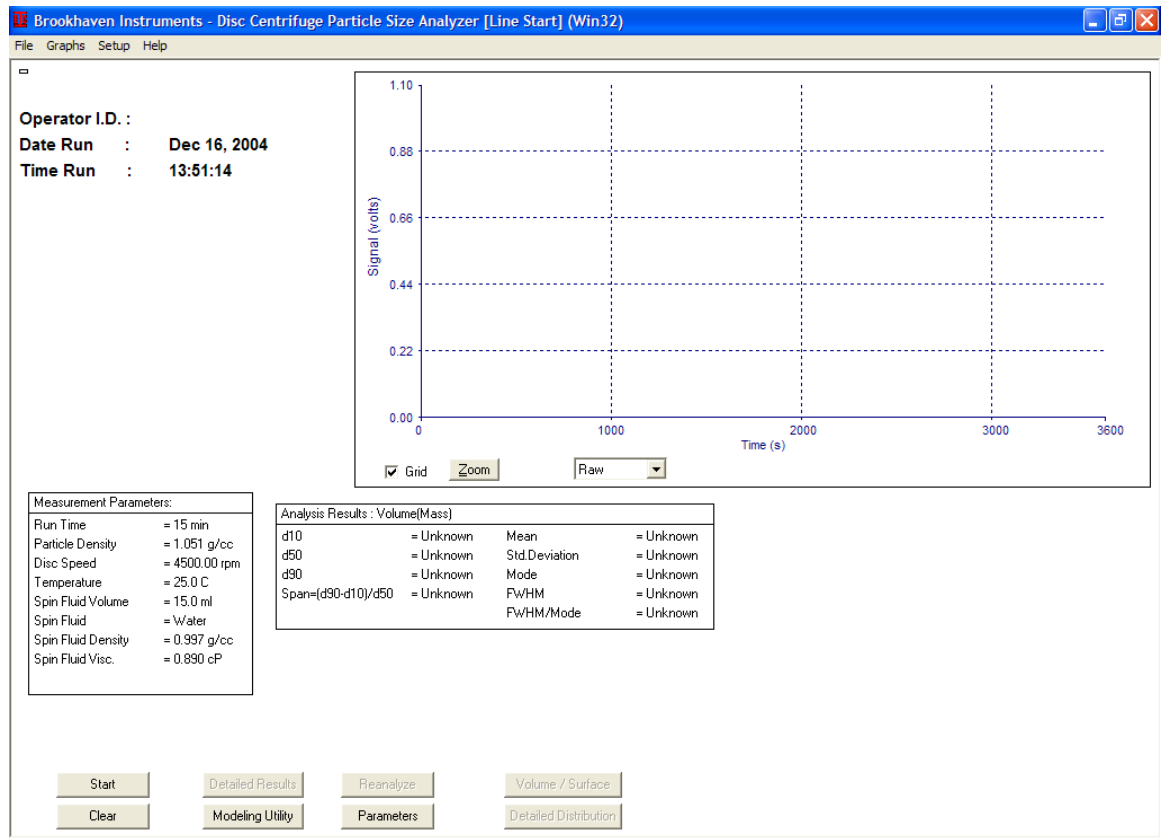 Brookhaven Instruments - Disc Centrifuge Particle Size Analyzer [Line Start] (Win32)
File Graphs Setup Help
Operator I.D. :
Date Run : Dec 16, 2004
Time Run : 13:51:14
1.10
0.88
0.66
0.44
0.22
0.00
Signal (volts)
0 1000 2000 3000 3600
Time (s)
Grid Zoom Raw
Measurement Parameters:
Run Time = 15 min
Particle Density = 1.051 g/cc
Disc Speed = 4500.00 rpm
Temperature = 25.0 C
Spin Fluid Volume = 15.0 ml
Spin Fluid = Water
Spin Fluid Density = 0.997 g/cc
Spin Fluid Visc. = 0.890 cP
Analysis Results : Volume(Mass)
d10 = Unknown Mean = Unknown
d50 = Unknown Std.Deviation = Unknown
d90 = Unknown Mode = Unknown
Span=(d90-d10)/d50 = Unknown FWHM = Unknown
FWHM/Mode = Unknown
Start Detailed Results Reanalyze Volume / Surface
Clear Modeling Utility Parameters Detailed Distribution